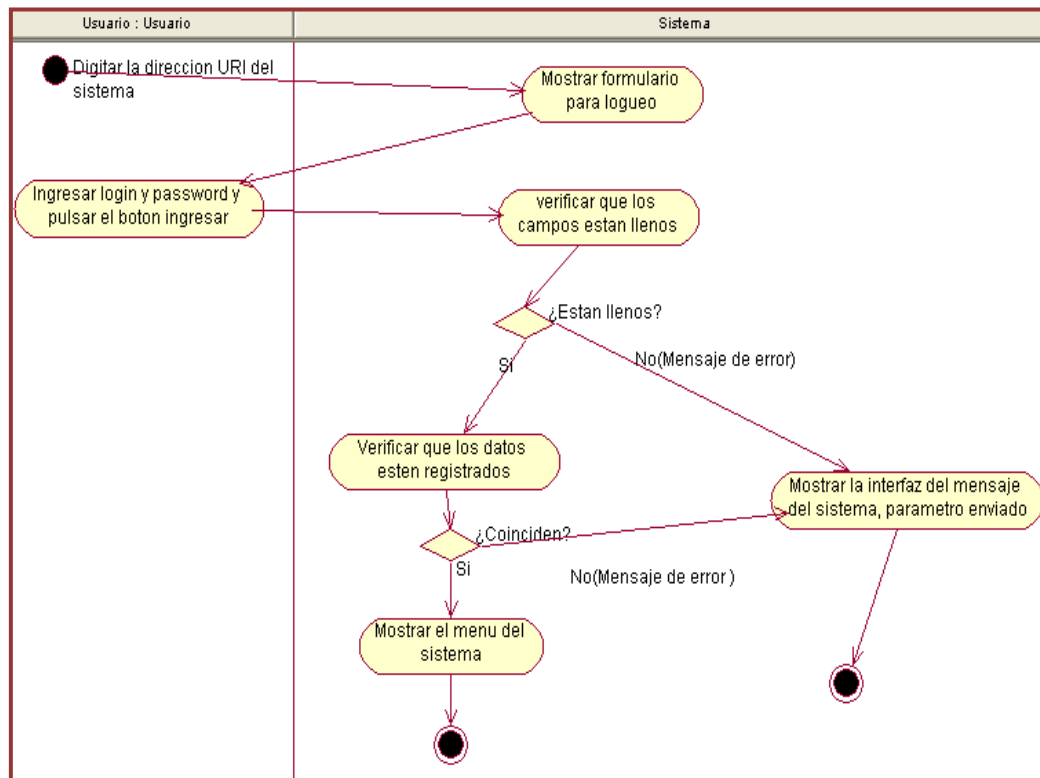 Usuario : Usuario
Sistema
Digitar la direccion URI del
sistema
Mostrar formulario
para logueo
Ingresar login y password y
pulsar el boton ingresar
verificar que los
campos estan llenos
¿Estan llenos?
No(Mensaje de error)
Si
Verificar que los datos
esten registrados
Mostrar la interfaz del mensaje
del sistema, parametro enviado
¿Coinciden?
Si
No(Mensaje de error )
Mostrar el menu del
sistema